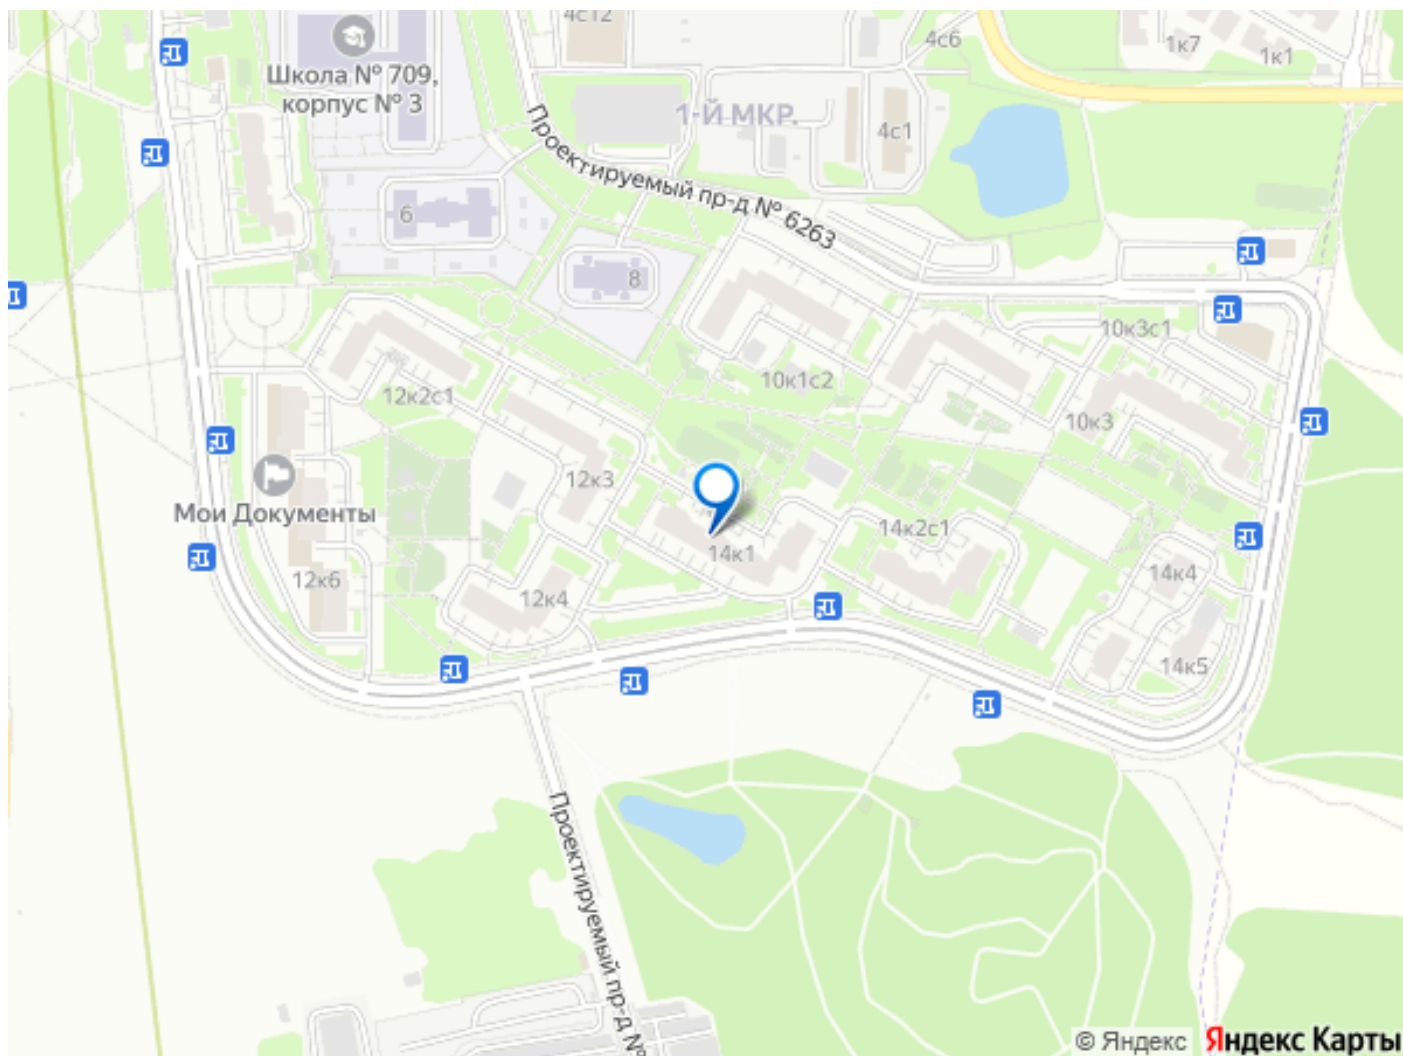 4с12
4с6
1к7
1к1
Школа № 709,
корпус № 3
1-Й МКР.
4с1
Проектируемый пр-д № 6263
6
8
10к3с1
10к1с2
12к2с1
10к3
12к3
Мои Документы
14к1
14к2с1
12к6
12к4
14к4
14к5
Проектируемый пр-д №
© Яндекс Яндекс Карты